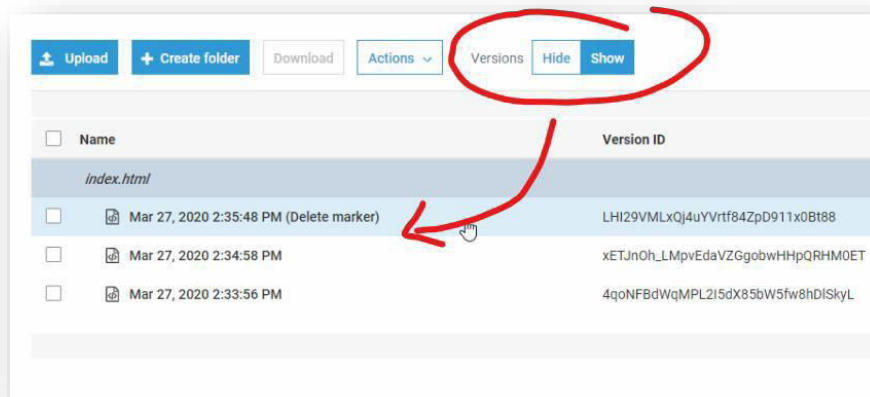 Upload + Create folder Download Actions Versions Hide Show
Name Version ID
index.html
Mar 27, 2020 2:35:48 PM (Delete marker) LHI29VMLxQj4uYVrtf84ZpD911x0Bt88
Mar 27, 2020 2:34:58 PM xETJnOh_LMpvEdaVZGgobwHHpQRHM0ET
Mar 27, 2020 2:33:56 PM 4qoNFBdWqMPL2I5dX85bW5fw8hDlSkyL